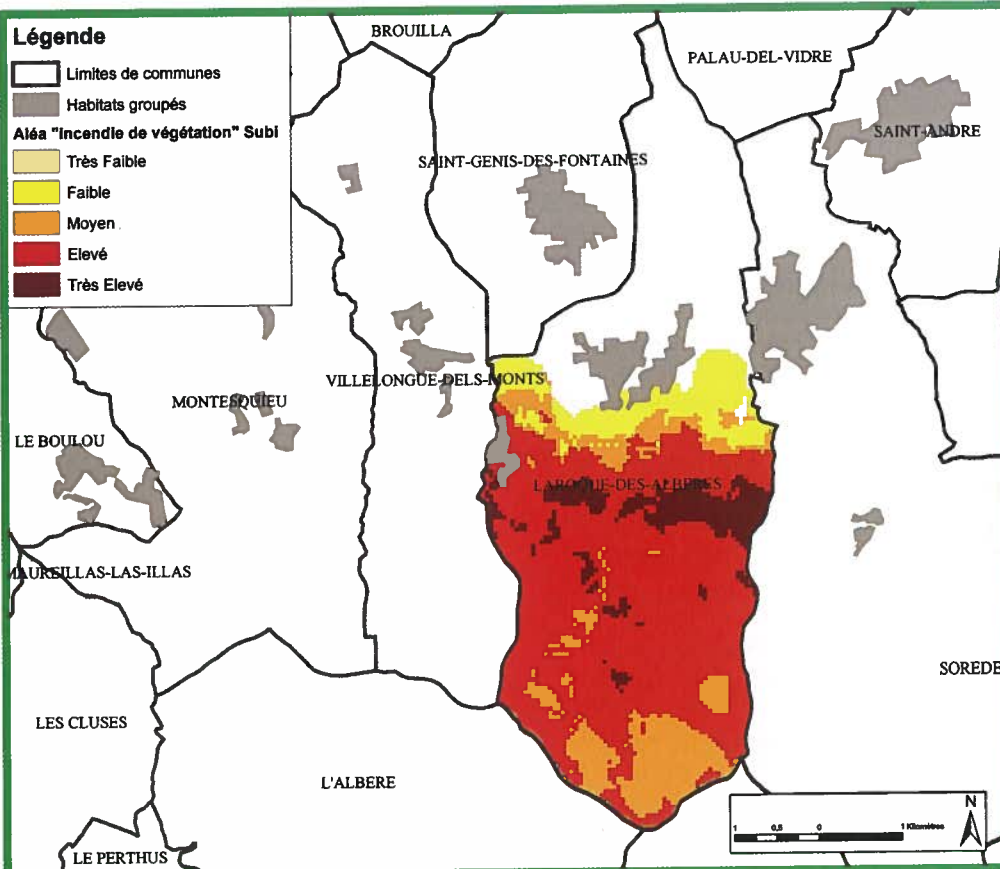 Légende
Limites de communes
Habitats groupés
Aléa "Incendie de végétation" Subi
Très Faible
Faible
Moyen
Elevé
Très Elevé
BROUILLA
PALAU-DEL-VIDRE
SAINT-ANDRE
SAINT-GENIS-DES-FONTAINES
VILLELONGUE-DELS-MONTS
MONTESQUIEU
LE BOULOU
LAROQUE-DES-ALBERES
MAUREILLAS-LAS-ILLAS
SOREDE
LES CLUSES
L'ALBERE
LE PERTHUS
N
1 0,5 0 1 Kilomètres